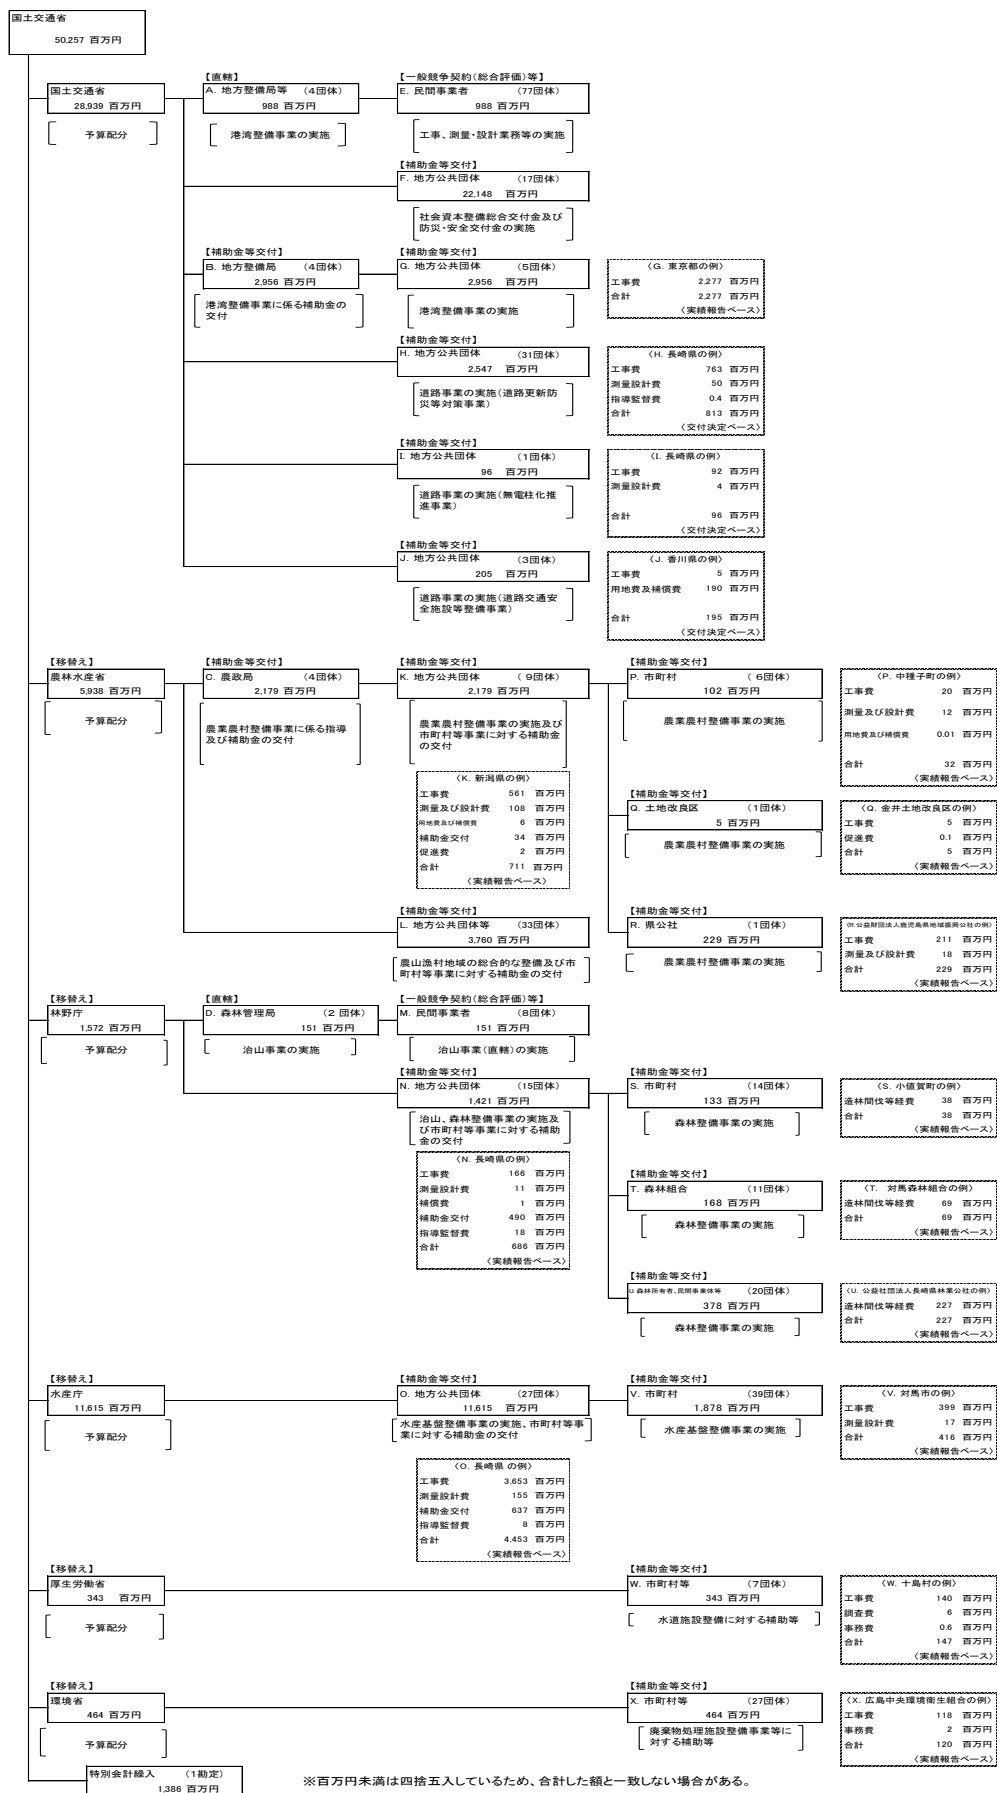 国土交通省
50,257 百万円
国土交通省
28,939 百万円
予算配分
【直轄】
A. 地方整備局等 (4団体)
988 百万円
港湾整備事業の実施
【一般競争契約(総合評価)等】
E. 民間事業者 (77団体)
988 百万円
工事、測量・設計業務等の実施
【補助金等交付】
F. 地方公共団体 (17団体)
22,148 百万円
社会資本整備総合交付金及び
防災・安全交付金の実施
【補助金等交付】
B. 地方整備局 (4団体)
2,956 百万円
港湾整備事業に係る補助金の
交付
【補助金等交付】
G. 地方公共団体 (5団体)
2,956 百万円
港湾整備事業の実施
〈G. 東京都の例〉
工事費 2,277 百万円
合計 2,277 百万円
〈実績報告ベース〉
【補助金等交付】
H. 地方公共団体 (31団体)
2,547 百万円
道路事業の実施(道路更新防
災等対策事業)
〈H. 長崎県の例〉
工事費 763 百万円
測量設計費 50 百万円
指導監督費 0.4 百万円
合計 813 百万円
〈交付決定ベース〉
【補助金等交付】
I. 地方公共団体 (1団体)
96 百万円
道路事業の実施(無電柱化推
進事業)
〈I. 長崎県の例〉
工事費 92 百万円
測量設計費 4 百万円
合計 96 百万円
〈交付決定ベース〉
【補助金等交付】
J. 地方公共団体 (3団体)
205 百万円
道路事業の実施(道路交通安
全施設等整備事業)
〈J. 香川県の例〉
工事費 5 百万円
用地費及補償費 190 百万円
合計 195 百万円
〈交付決定ベース〉
【移替え】
農林水産省
5,938 百万円
予算配分
【補助金等交付】
C. 農政局 (4団体)
2,179 百万円
農業農村整備事業に係る指導
及び補助金の交付
【補助金等交付】
K. 地方公共団体 (9団体)
2,179 百万円
農業農村整備事業の実施及び
市町村等事業に対する補助金
の交付
〈K. 新潟県の例〉
工事費 561 百万円
測量及び設計費 108 百万円
用地費及び補償費 6 百万円
補助金交付 34 百万円
促進費 2 百万円
合計 711 百万円
〈実績報告ベース〉
【補助金等交付】
P. 市町村 (6団体)
102 百万円
農業農村整備事業の実施
〈P. 中種子町の例〉
工事費 20 百万円
測量及び設計費 12 百万円
用地費及び補償費 0.01 百万円
合計 32 百万円
〈実績報告ベース〉
【補助金等交付】
Q. 土地改良区 (1団体)
5 百万円
農業農村整備事業の実施
〈Q. 金井土地改良区の例〉
工事費 5 百万円
促進費 0.1 百万円
合計 5 百万円
〈実績報告ベース〉
【補助金等交付】
R. 県公社 (1団体)
229 百万円
農業農村整備事業の実施
〈R.公益財団法人鹿児島県地域振興公社の例〉
工事費 211 百万円
測量及び設計費 18 百万円
合計 229 百万円
〈実績報告ベース〉
【補助金等交付】
L. 地方公共団体等 (33団体)
3,760 百万円
農山漁村地域の総合的な整備及び市
町村等事業に対する補助金の交付
【移替え】
林野庁
1,572 百万円
予算配分
【直轄】
D. 森林管理局 (2 団体)
151 百万円
治山事業の実施
【一般競争契約(総合評価)等】
M. 民間事業者 (8団体)
151 百万円
治山事業(直轄)の実施
【補助金等交付】
N. 地方公共団体 (15団体)
1,421 百万円
治山、森林整備事業の実施及
び市町村等事業に対する補助
金の交付
〈N. 長崎県の例〉
工事費 166 百万円
測量設計費 11 百万円
補償費 1 百万円
補助金交付 490 百万円
指導監督費 18 百万円
合計 686 百万円
〈実績報告ベース〉
【補助金等交付】
S. 市町村 (14団体)
133 百万円
森林整備事業の実施
〈S. 小値賀町の例〉
造林間伐等経費 38 百万円
合計 38 百万円
〈実績報告ベース〉
【補助金等交付】
T. 森林組合 (11団体)
168 百万円
森林整備事業の実施
〈T. 対馬森林組合の例〉
造林間伐等経費 69 百万円
合計 69 百万円
〈実績報告ベース〉
【補助金等交付】
U 森林所有者、民間事業体等 (20団体)
378 百万円
森林整備事業の実施
〈U. 公益社団法人長崎県林業公社の例〉
造林間伐等経費 227 百万円
合計 227 百万円
〈実績報告ベース〉
【移替え】
水産庁
11,615 百万円
予算配分
【補助金等交付】
O. 地方公共団体 (27団体)
11,615 百万円
水産基盤整備事業の実施、市町村等事
業に対する補助金の交付
〈O. 長崎県 の例〉
工事費 3,653 百万円
測量設計費 155 百万円
補助金交付 637 百万円
指導監督費 8 百万円
合計 4,453 百万円
〈実績報告ベース〉
【補助金等交付】
V. 市町村 (39団体)
1,878 百万円
水産基盤整備事業の実施
〈V. 対馬市の例〉
工事費 399 百万円
測量設計費 17 百万円
合計 416 百万円
〈実績報告ベース〉
【移替え】
厚生労働省
343 百万円
予算配分
【補助金等交付】
W. 市町村等 (7団体)
343 百万円
水道施設整備に対する補助等
〈W. 十島村の例〉
工事費 140 百万円
調査費 6 百万円
事務費 0.6 百万円
合計 147 百万円
〈実績報告ベース〉
【移替え】
環境省
464 百万円
予算配分
【補助金等交付】
X. 市町村等 (27団体)
464 百万円
廃棄物処理施設整備事業等に
対する補助等
〈X. 広島中央環境衛生組合の例〉
工事費 118 百万円
事務費 2 百万円
合計 120 百万円
〈実績報告ベース〉
特別会計繰入 (1勘定)
1,386 百万円
※百万円未満は四捨五入しているため、合計した額と一致しない場合がある。